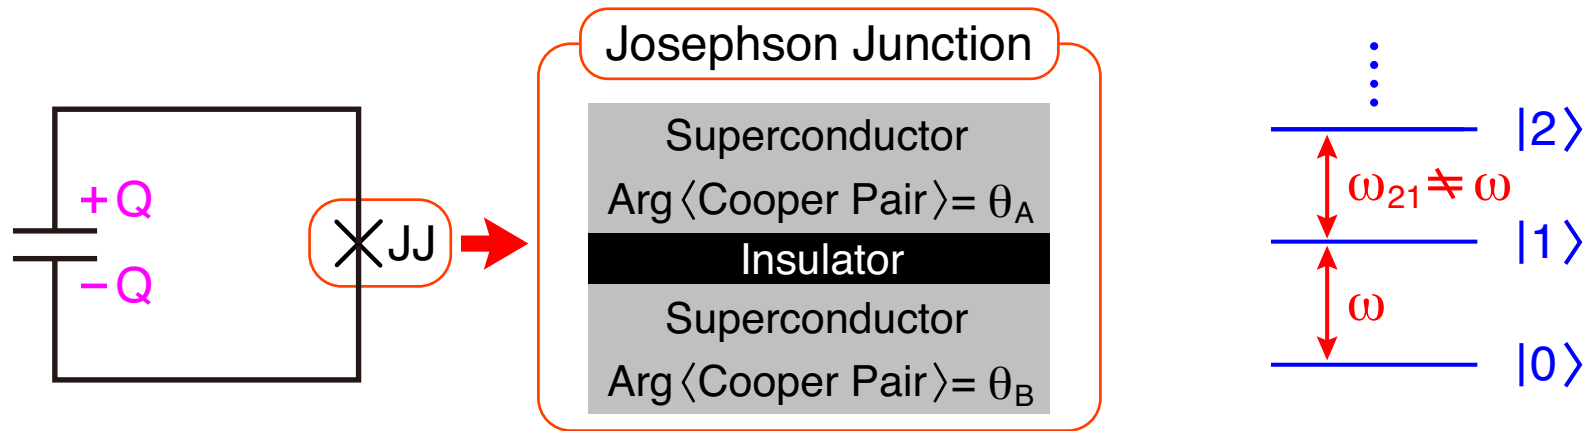 +Q
−Q
JJ
Josephson Junction
Superconductor
Arg⟨Cooper Pair⟩= θA
Insulator
Superconductor
Arg⟨Cooper Pair⟩= θB
|2⟩
ω21 ≠ ω
|1⟩
ω
|0⟩